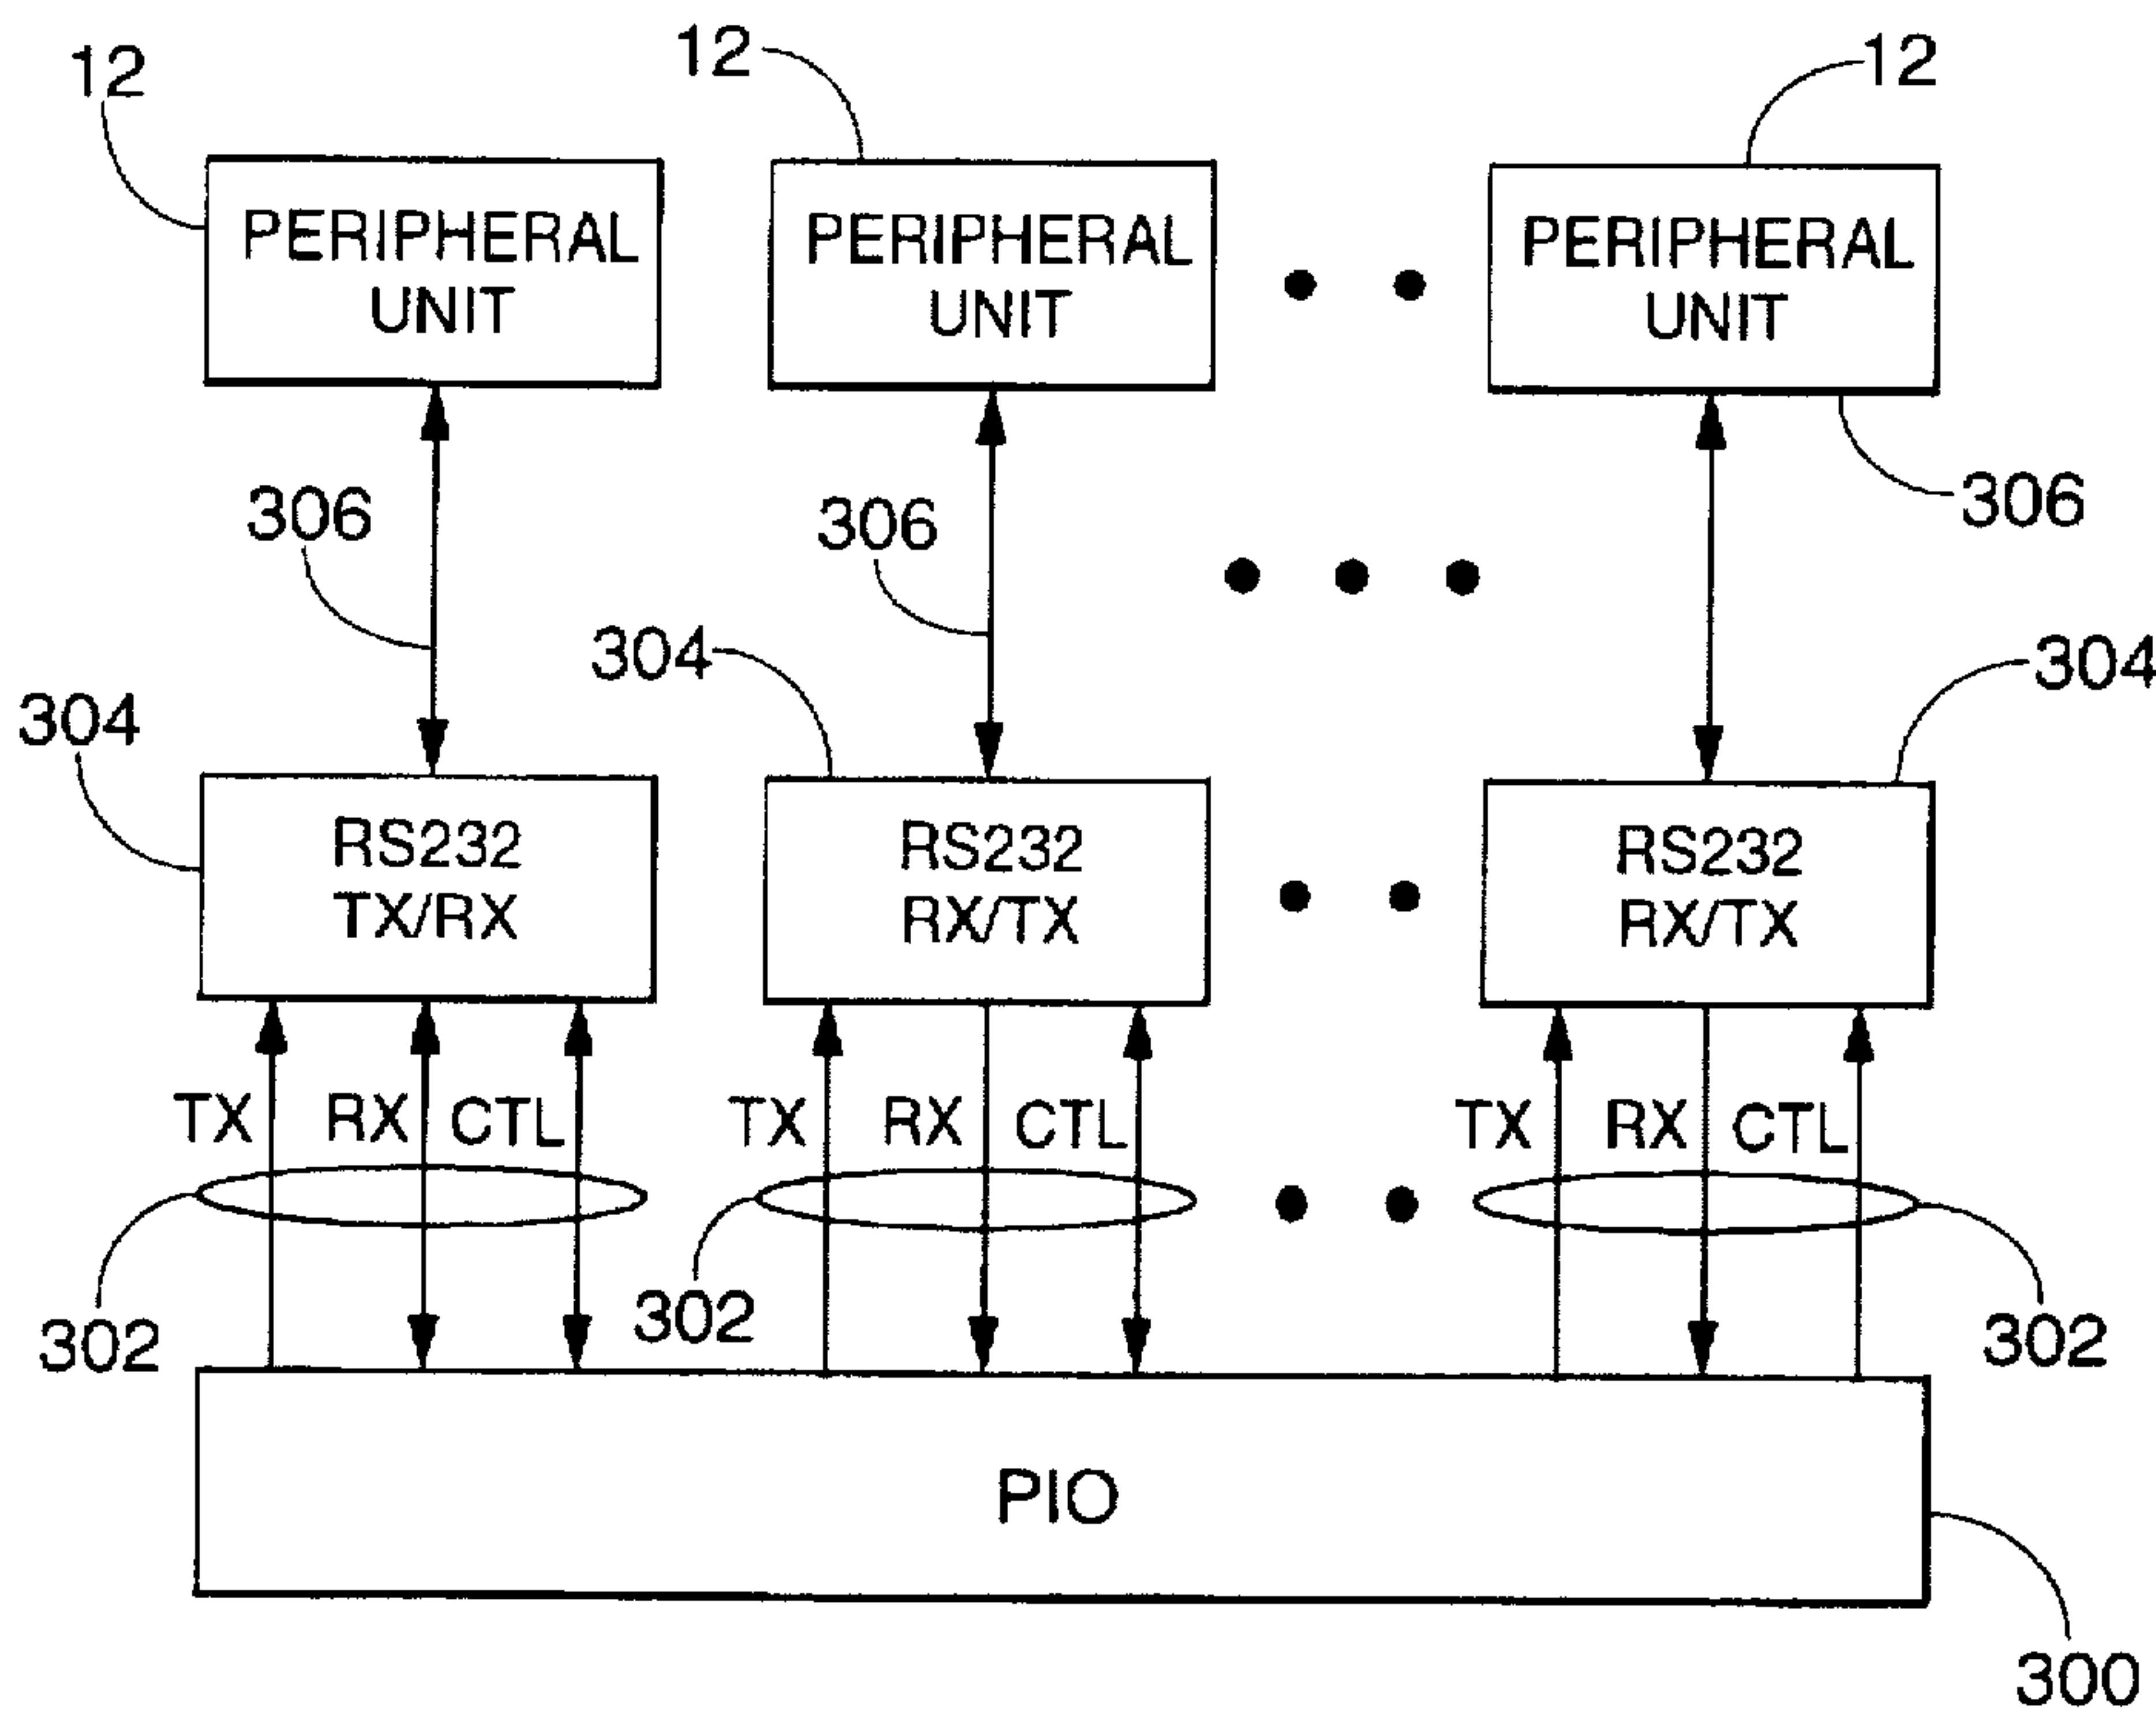 12
12
12
PERIPHERAL
UNIT
PERIPHERAL
UNIT
PERIPHERAL
UNIT
306
306
306
304
304
304
RS232
TX/RX
RS232
RX/TX
RS232
RX/TX
TX RX CTL
TX RX CTL
TX RX CTL
302
302
302
PIO
300